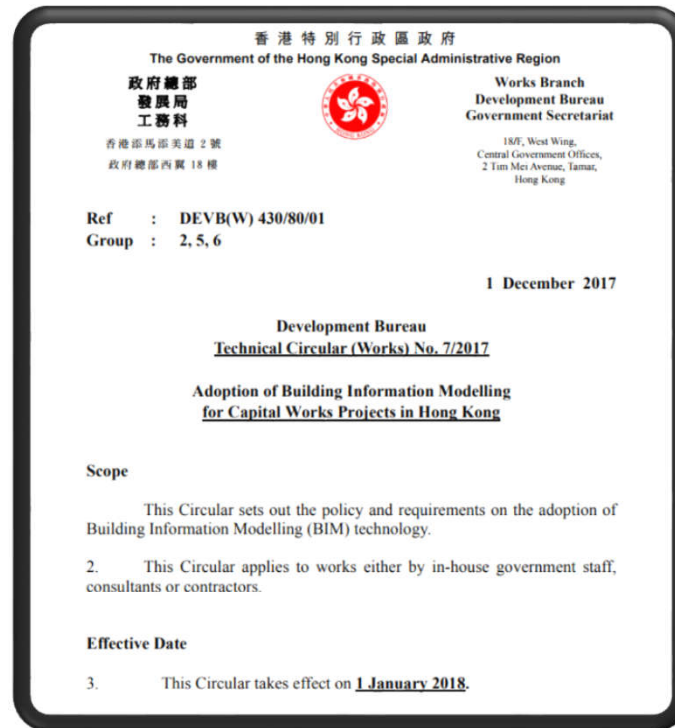 香港特別行政區政府
The Government of the Hong Kong Special Administrative Region
政府總部
發展局
工務科
香港添馬添美道 2 號
政府總部西翼 18 樓
Works Branch
Development Bureau
Government Secretariat
18/F, West Wing,
Central Government Offices,
2 Tim Mei Avenue, Tamar,
Hong Kong
Ref : DEVB(W) 430/80/01
Group : 2, 5, 6
1 December 2017
Development Bureau
Technical Circular (Works) No. 7/2017
Adoption of Building Information Modelling
for Capital Works Projects in Hong Kong
Scope
This Circular sets out the policy and requirements on the adoption of
Building Information Modelling (BIM) technology.
2. This Circular applies to works either by in-house government staff,
consultants or contractors.
Effective Date
3. This Circular takes effect on 1 January 2018.